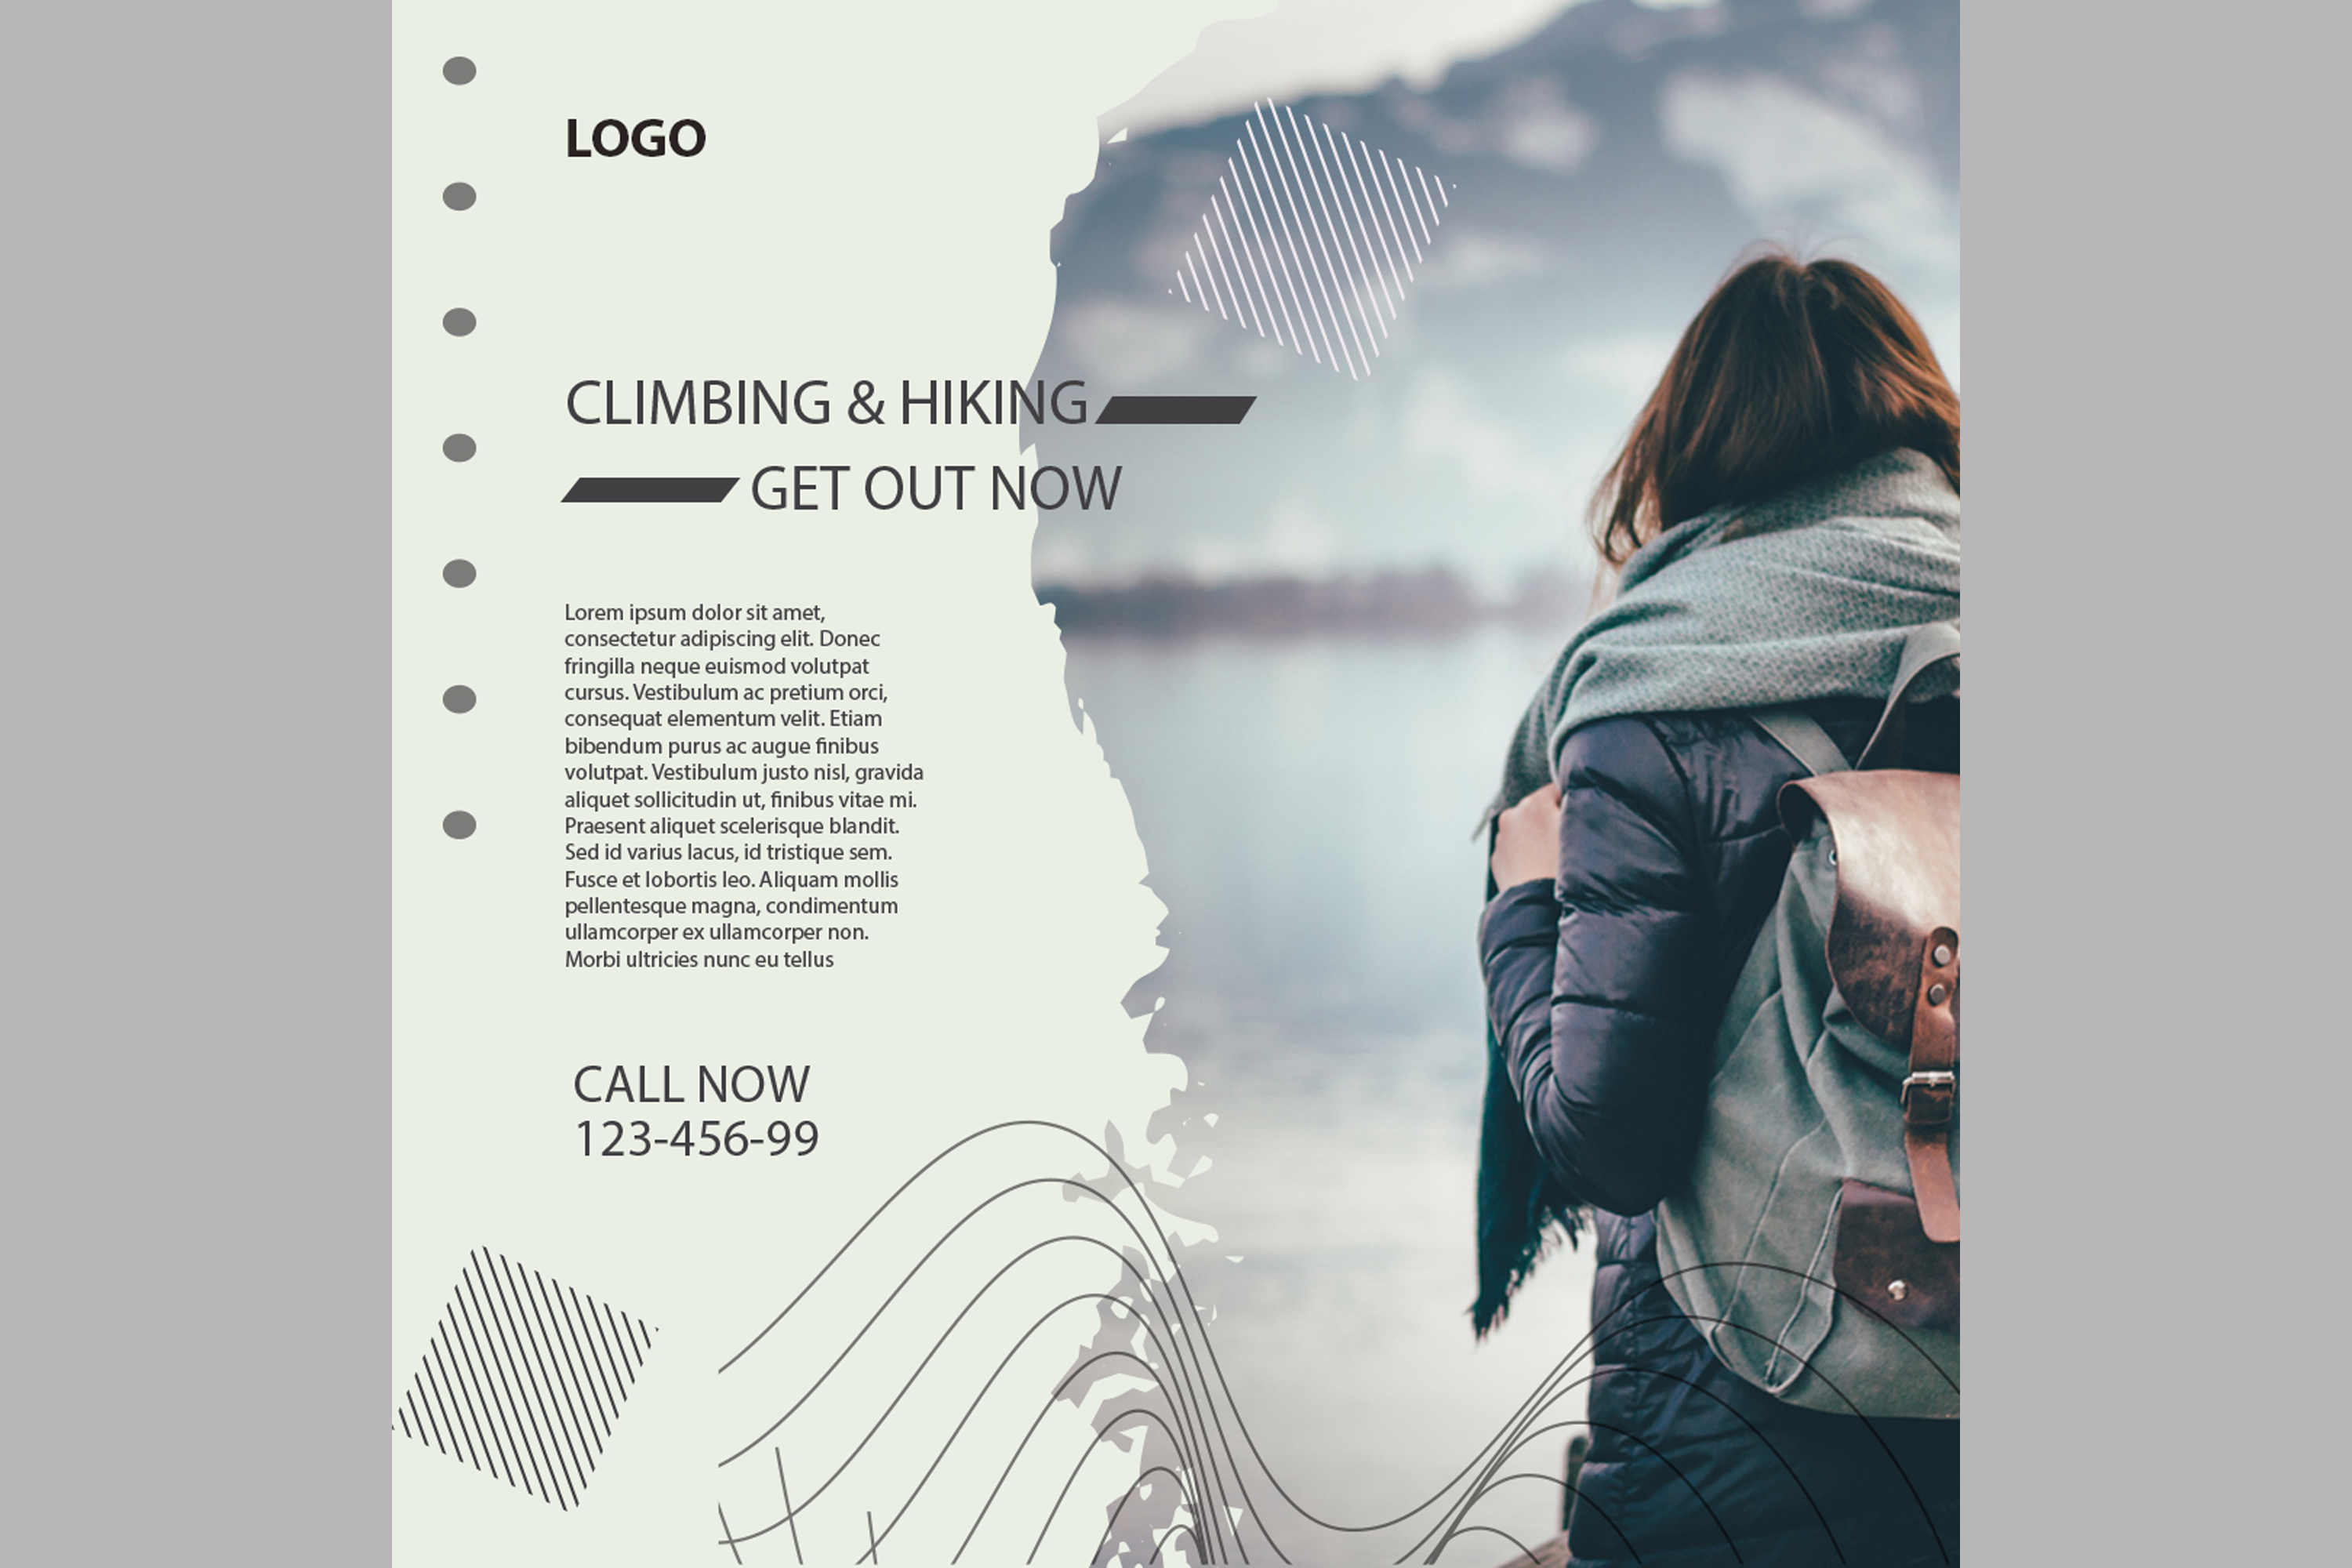 LOGO
CLIMBING & HIKING
GET OUT NOW
Lorem ipsum dolor sit amet,
consectetur adipiscing elit. Donec
fringilla neque euismod volutpat
cursus. Vestibulum ac pretium orci,
consequat elementum velit. Etiam
bibendum purus ac augue finibus
volutpat. Vestibulum justo nisl, gravida
aliquet sollicitudin ut, finibus vitae mi.
Praesent aliquet scelerisque blandit.
Sed id varius lacus, id tristique sem.
Fusce et lobortis leo. Aliquam mollis
pellentesque magna, condimentum
ullamcorper ex ullamcorper non.
Morbi ultricies nunc eu tellus
CALL NOW
123-456-99